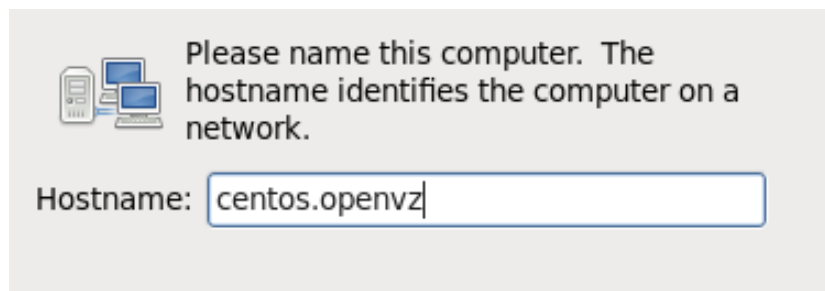 Please name this computer.  The
hostname identifies the computer on a
network.
Hostname: centos.openvz